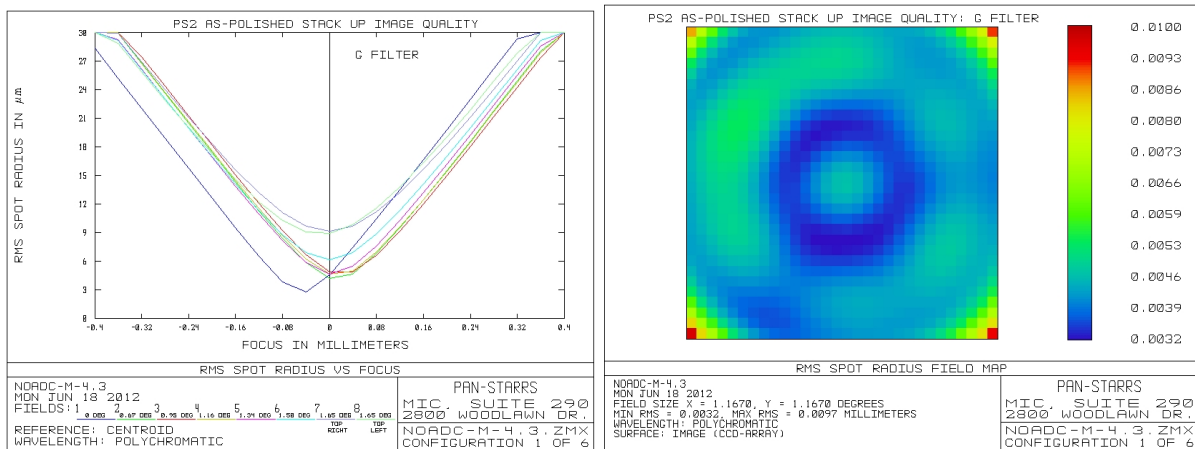 PS2 AS-POLISHED STACK UP IMAGE QUALITY
30
27
24
21
18
15
12
9
6
3
0
RMS SPOT RADIUS IN µm
G FILTER
-0.4 -0.32 -0.24 -0.16 -0.08 0 0.08 0.16 0.24 0.32 0.4
FOCUS IN MILLIMETERS
RMS SPOT RADIUS VS FOCUS
NOADC-M-4.3
MON JUN 18 2012
FIELDS: 1 2 3 4 5 6 7 8
0 DEG 0.67 DEG 0.95 DEG 1.16 DEG 1.34 DEG 1.50 DEG 1.65 DEG 1.65 DEG
TOP RIGHT TOP LEFT
REFERENCE: CENTROID
WAVELENGTH: POLYCHROMATIC
PAN-STARRS
MIC, SUITE 290
2800 WOODLAWN DR.
NOADC-M-4.3.ZMX
CONFIGURATION 1 OF 6
PS2 AS-POLISHED STACK UP IMAGE QUALITY: G FILTER
0.0100
0.0093
0.0086
0.0080
0.0073
0.0066
0.0059
0.0053
0.0046
0.0039
0.0032
RMS SPOT RADIUS FIELD MAP
NOADC-M-4.3
MON JUN 18 2012
FIELD SIZE X = 1.1670, Y = 1.1670 DEGREES
MIN RMS = 0.0032, MAX RMS = 0.0097 MILLIMETERS
WAVELENGTH: POLYCHROMATIC
SURFACE: IMAGE (CCD-ARRAY)
PAN-STARRS
MIC, SUITE 290
2800 WOODLAWN DR.
NOADC-M-4.3.ZMX
CONFIGURATION 1 OF 6